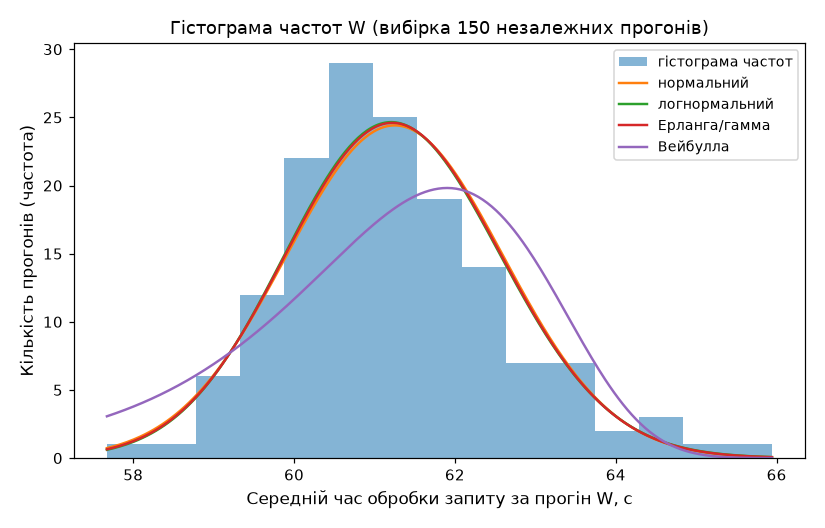 Гістограма частот W (вибірка 150 незалежних прогонів)
гістограма частот
нормальний
логнормальний
Ерланга/гамма
Вейбулла
Кількість прогонів (частота)
30
25
20
15
10
5
0
58
60
62
64
66
Середній час обробки запиту за прогін W, с